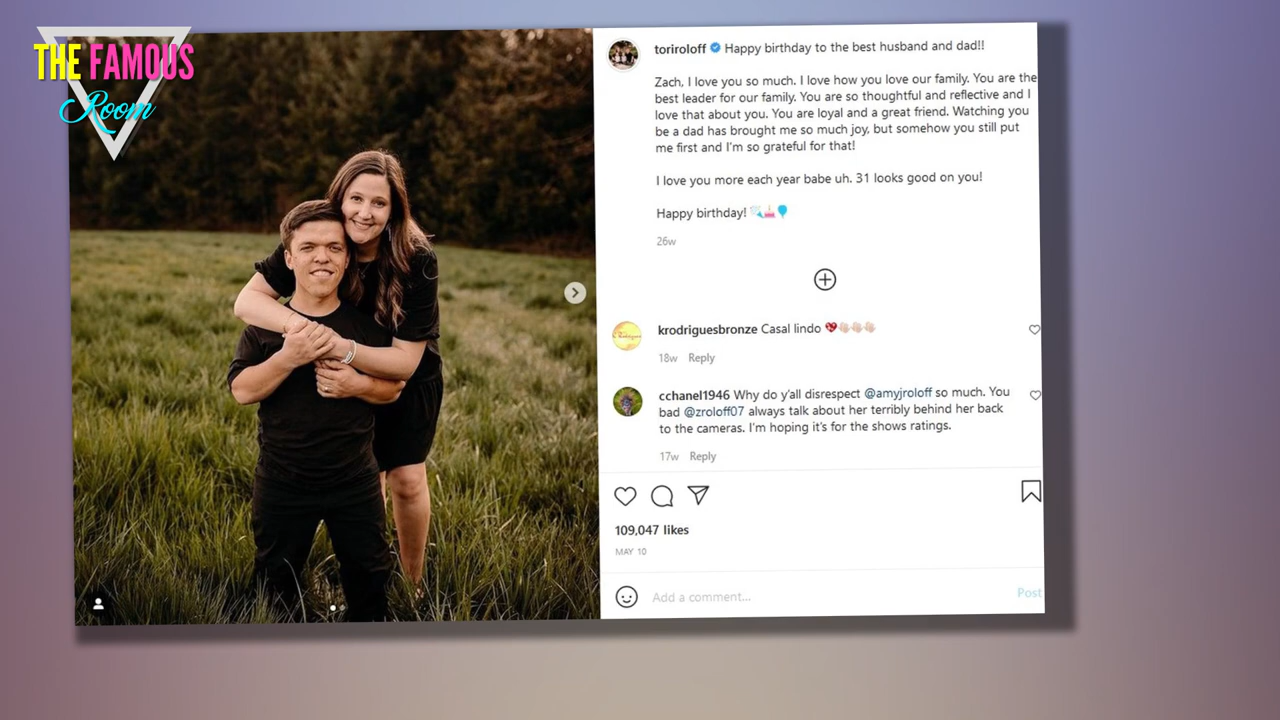 THE FAMOUS
Room
toriroloff Happy birthday to the best husband and dad!!
Zach, I love you so much. I love how you love our family. You are the
best leader for our family. You are so thoughtful and reflective and I
love that about you. You are loyal and a great friend. Watching you
be a dad has brought me so much joy, but somehow you still put
me first and I'm so grateful for that!
I love you more each year babe uh. 31 looks good on you!
Happy birthday! 🎉🎂🎈
26w
krodriguesbronze Casal lindo 💖👏🏻👏🏻👏🏻
18w Reply
cchanel1946 Why do y'all disrespect @amyjroloff so much. You
bad @zroloff07 always talk about her terribly behind her back
to the cameras. I'm hoping it's for the shows ratings.
17w Reply
109,047 likes
MAY 10
Add a comment...
Post